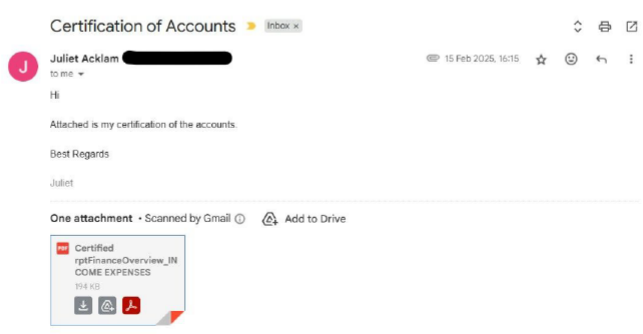 Certification of Accounts Inbox ×
Juliet Acklam 15 Feb 2025, 16:15
to me
J
Hi
Attached is my certification of the accounts.
Best Regards
Juliet
One attachment • Scanned by Gmail Add to Drive
PDF Certified
rptFinanceOverview_IN
COME EXPENSES
194 KB